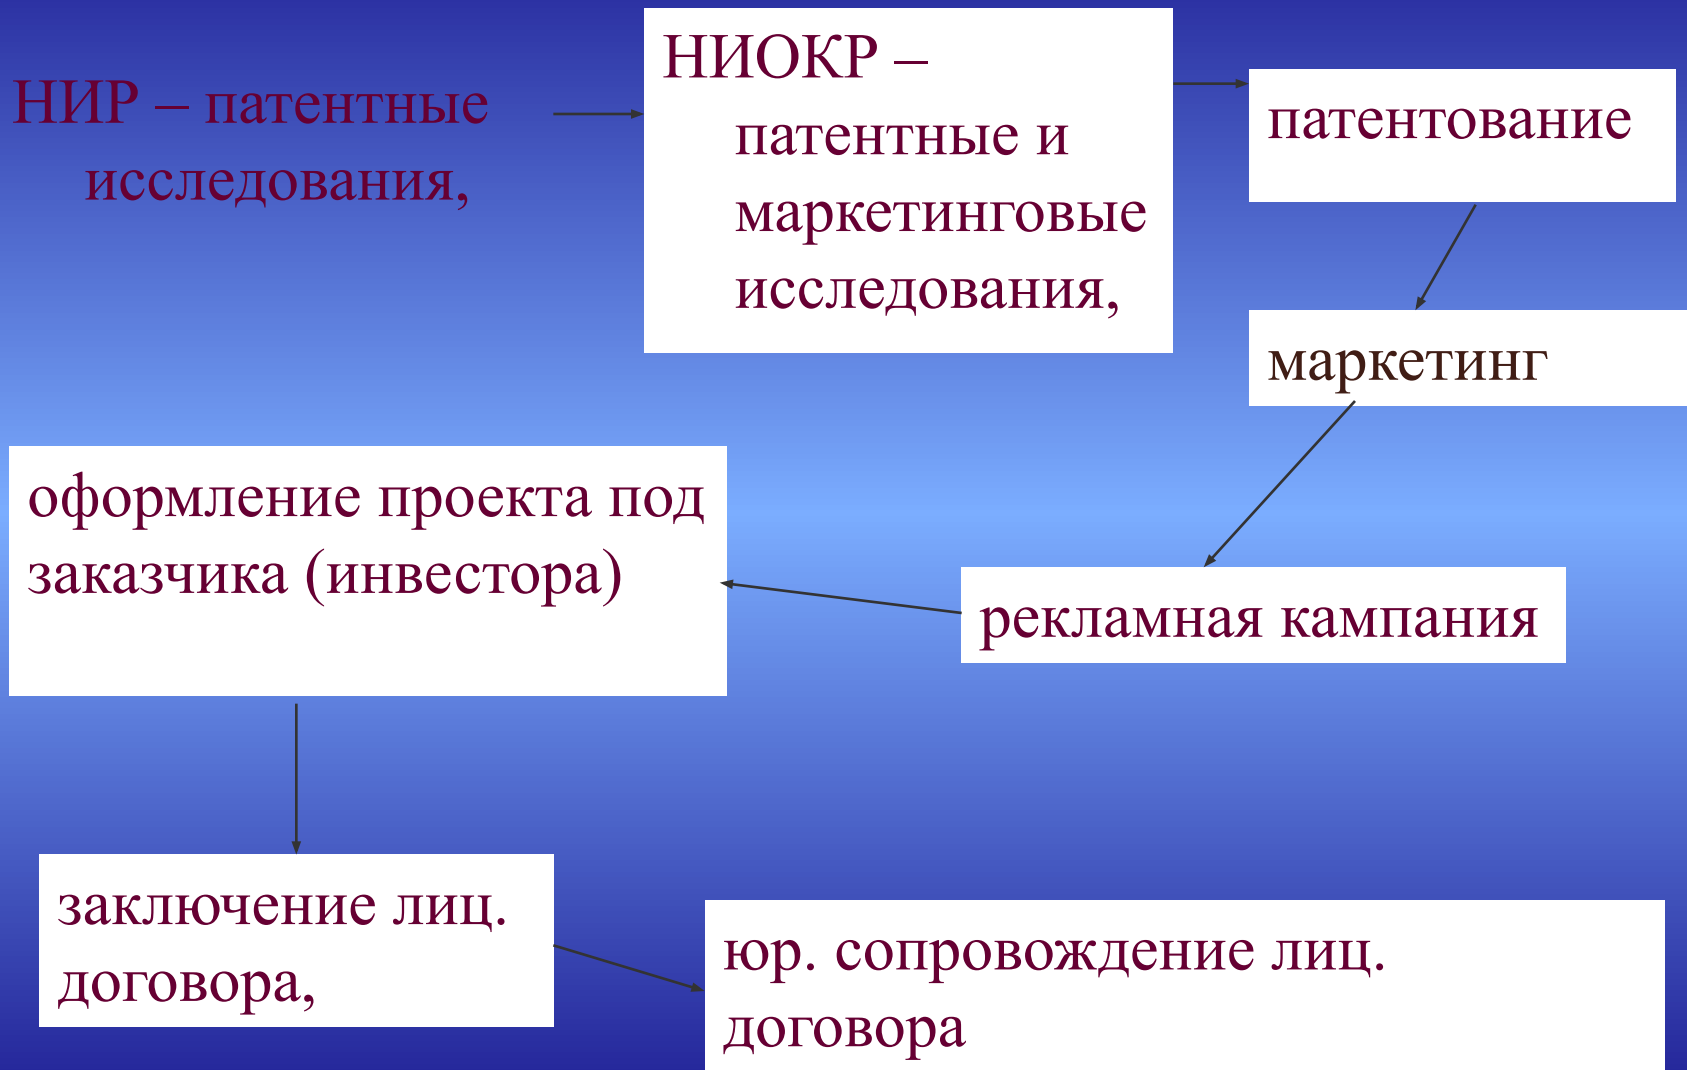 НИР – патентные
исследования,
НИОКР –
патентные и
маркетинговые
исследования,
патентование
маркетинг
рекламная кампания
оформление проекта под
заказчика (инвестора)
заключение лиц.
договора,
юр. сопровождение лиц.
договора